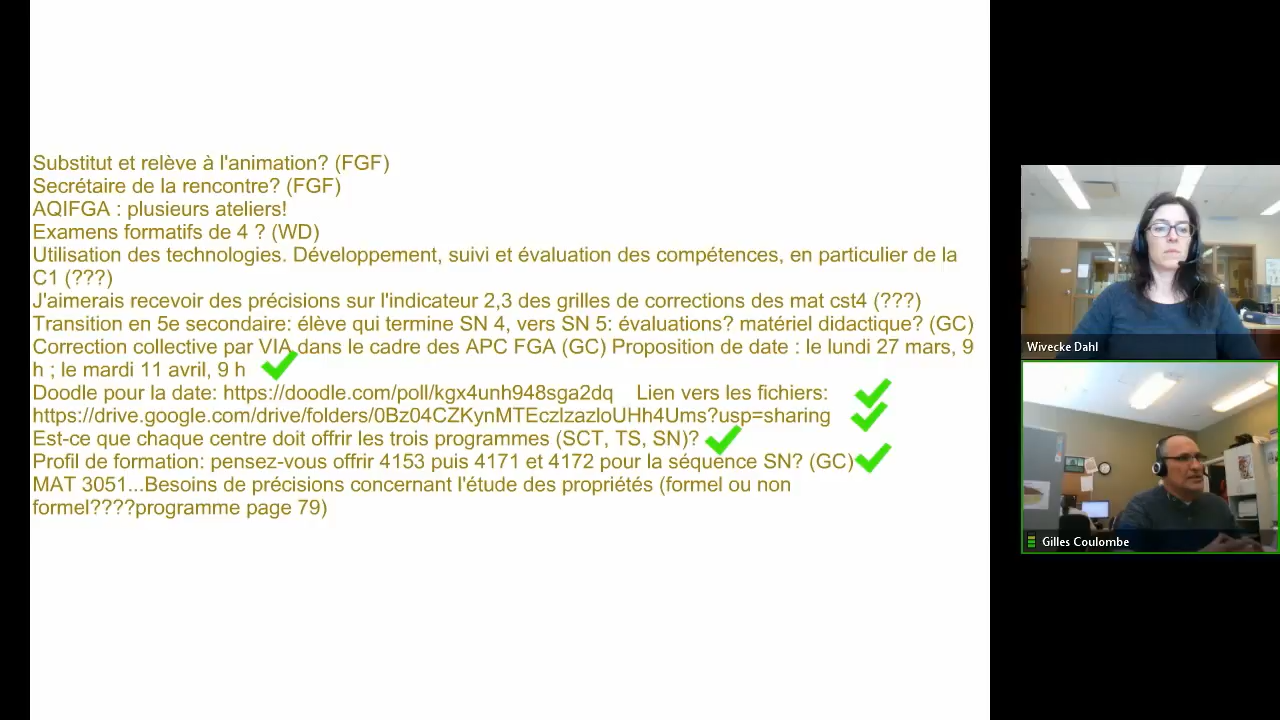 Substitut et relève à l'animation? (FGF)
Secrétaire de la rencontre? (FGF)
AQIFGA : plusieurs ateliers!
Examens formatifs de 4 ? (WD)
Utilisation des technologies. Développement, suivi et évaluation des compétences, en particulier de la
C1 (???)
J'aimerais recevoir des précisions sur l'indicateur 2,3 des grilles de corrections des mat cst4 (???)
Transition en 5e secondaire: élève qui termine SN 4, vers SN 5: évaluations? matériel didactique? (GC)
Correction collective par VIA dans le cadre des APC FGA (GC) Proposition de date : le lundi 27 mars, 9
h ; le mardi 11 avril, 9 h
Doodle pour la date: https://doodle.com/poll/kgx4unh948sga2dq Lien vers les fichiers:
https://drive.google.com/drive/folders/0Bz04CZKynMTEczlzazloUHh4Ums?usp=sharing
Est-ce que chaque centre doit offrir les trois programmes (SCT, TS, SN)?
Profil de formation: pensez-vous offrir 4153 puis 4171 et 4172 pour la séquence SN? (GC)
MAT 3051...Besoins de précisions concernant l'étude des propriétés (formel ou non
formel????programme page 79)
Wivecke Dahl
Gilles Coulombe